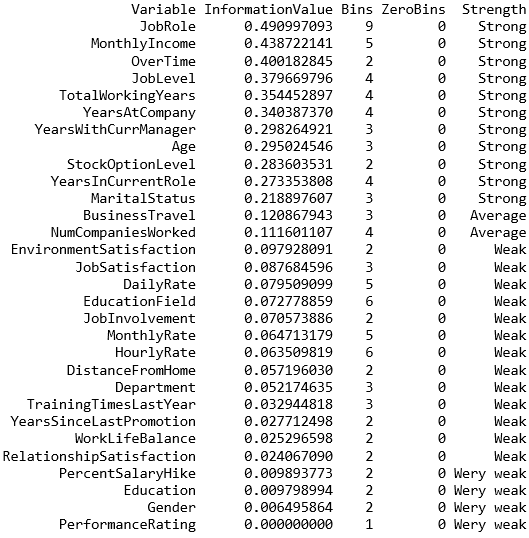 Variable InformationValue Bins ZeroBins Strength
JobRole 0.490997093 9 0 Strong
MonthlyIncome 0.438722141 5 0 Strong
OverTime 0.400182845 2 0 Strong
JobLevel 0.379669796 4 0 Strong
TotalWorkingYears 0.354452897 4 0 Strong
YearsAtCompany 0.340387370 4 0 Strong
YearsWithCurrManager 0.298264921 3 0 Strong
Age 0.295024546 3 0 Strong
StockOptionLevel 0.283603531 2 0 Strong
YearsInCurrentRole 0.273353808 4 0 Strong
MaritalStatus 0.218897607 3 0 Strong
BusinessTravel 0.120867943 3 0 Average
NumCompaniesWorked 0.111601107 4 0 Average
EnvironmentSatisfaction 0.097928091 2 0 Weak
JobSatisfaction 0.087684596 3 0 Weak
DailyRate 0.079509099 5 0 Weak
EducationField 0.072778859 6 0 Weak
JobInvolvement 0.070573886 2 0 Weak
MonthlyRate 0.064713179 5 0 Weak
HourlyRate 0.063509819 6 0 Weak
DistanceFromHome 0.057196030 2 0 Weak
Department 0.052174635 3 0 Weak
TrainingTimesLastYear 0.032944818 3 0 Weak
YearsSinceLastPromotion 0.027712498 2 0 Weak
WorkLifeBalance 0.025296598 2 0 Weak
RelationshipSatisfaction 0.024067090 2 0 Weak
PercentSalaryHike 0.009893773 2 0 Wery weak
Education 0.009798994 2 0 Wery weak
Gender 0.006495864 2 0 Wery weak
PerformanceRating 0.000000000 1 0 Wery weak